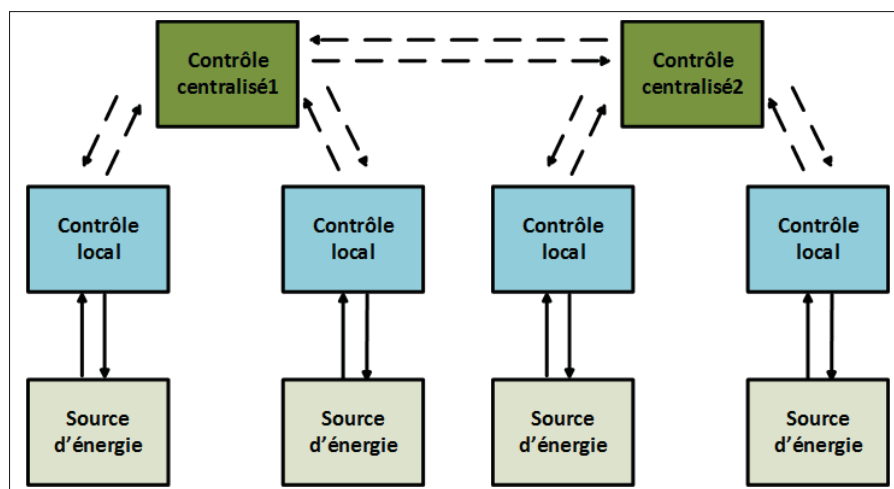 Contrôle
centralisé1
Contrôle
centralisé2
Contrôle
local
Contrôle
local
Contrôle
local
Contrôle
local
Source
d'énergie
Source
d'énergie
Source
d'énergie
Source
d'énergie